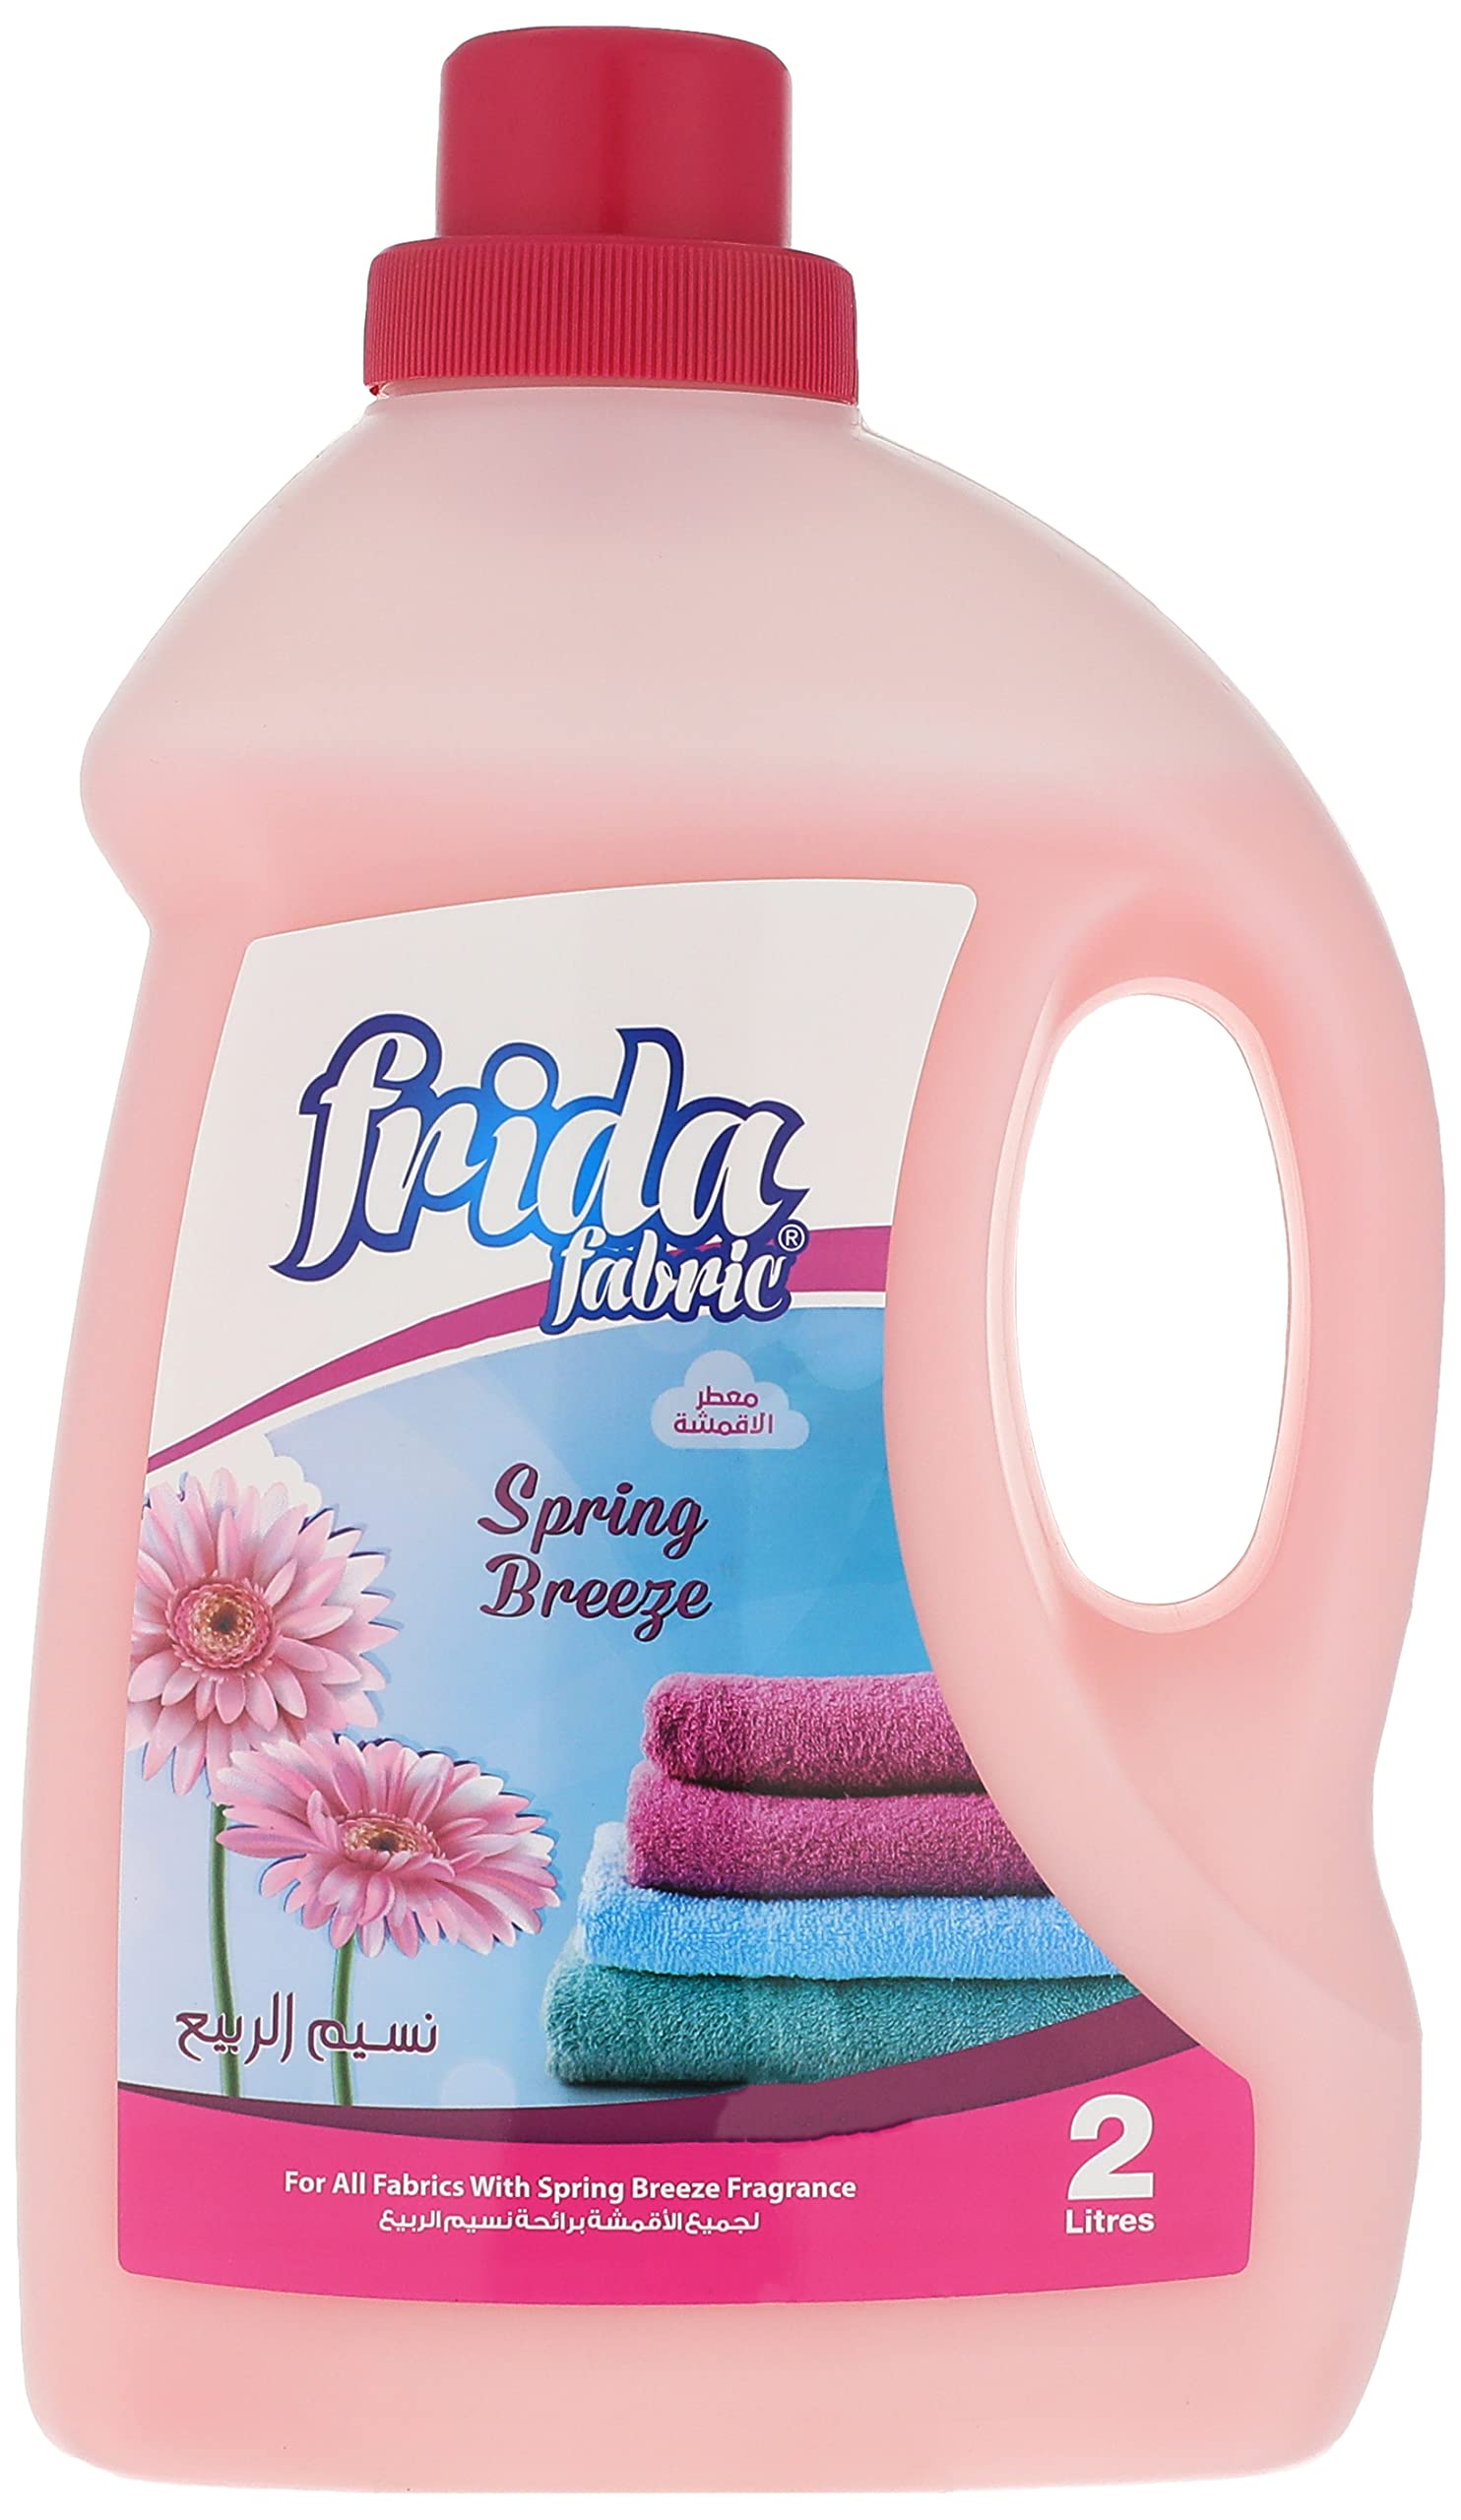 frida
fabric®
معطر
الاقمشة
Spring
Breeze
نسيم الربيع
For All Fabrics With Spring Breeze Fragrance
لجميع الأقمشة برائحة نسيم الربيع
2
Litres